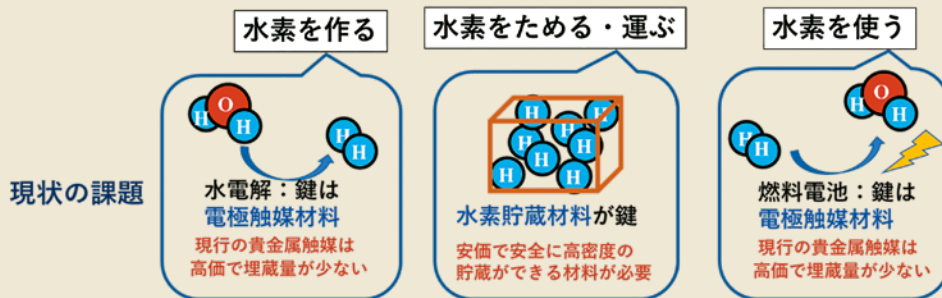 水素を作る
水素をためる・運ぶ
水素を使う
現状の課題
O
H
H
H
H
水電解：鍵は
電極触媒材料
現行の貴金属触媒は
高価で埋蔵量が少ない
H
H
H
H
H
H
H
H
水素貯蔵材料が鍵
安価で安全に高密度の
貯蔵ができる材料が必要
O
H
H
H
H
燃料電池：鍵は
電極触媒材料
現行の貴金属触媒は
高価で埋蔵量が少ない